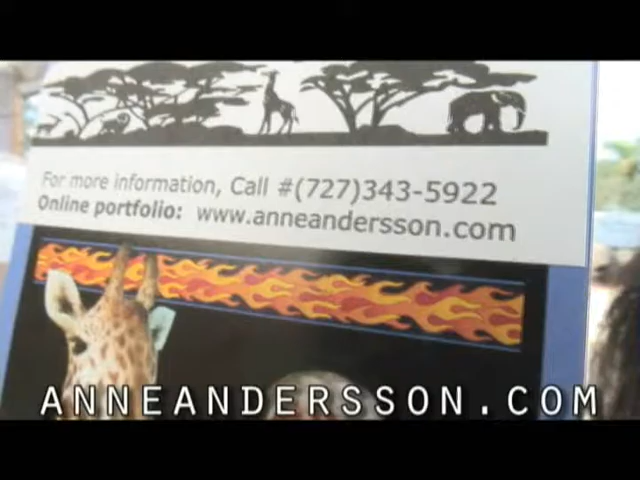 For more information, Call #(727)343-5922
Online portfolio: www.anneandersson.com
ANNEANDERSSON.COM